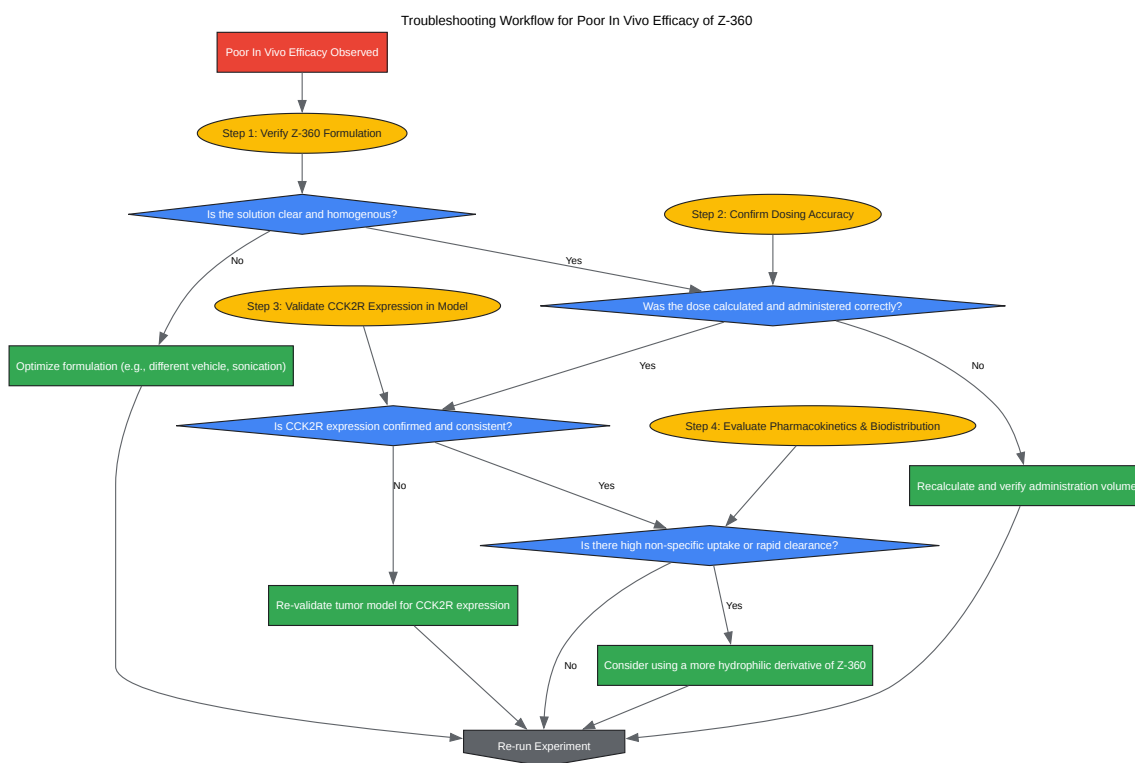 Troubleshooting Workflow for Poor In Vivo Efficacy of Z-360
Poor In Vivo Efficacy Observed
Step 1: Verify Z-360 Formulation
Is the solution clear and homogenous?
Step 2: Confirm Dosing Accuracy
No
Yes
Step 3: Validate CCK2R Expression in Model
Was the dose calculated and administered correctly?
Optimize formulation (e.g., different vehicle, sonication)
Yes
No
Is CCK2R expression confirmed and consistent?
Step 4: Evaluate Pharmacokinetics & Biodistribution
No
Yes
Recalculate and verify administration volume
Is there high non-specific uptake or rapid clearance?
Re-validate tumor model for CCK2R expression
Yes
No
Consider using a more hydrophilic derivative of Z-360
Re-run Experiment